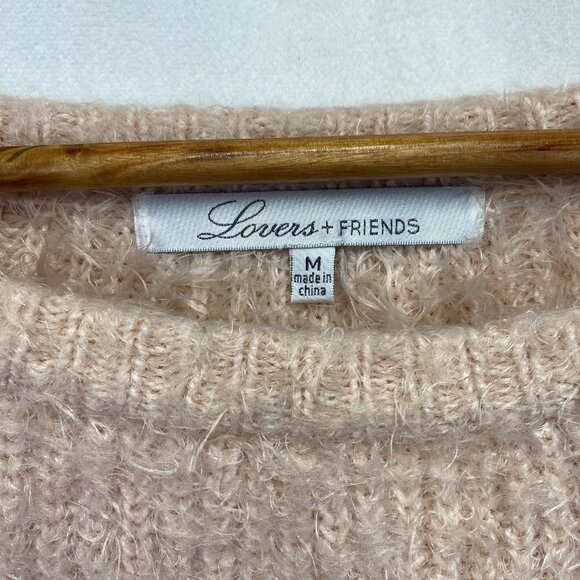 Lovers + FRIENDS
M
made in
china